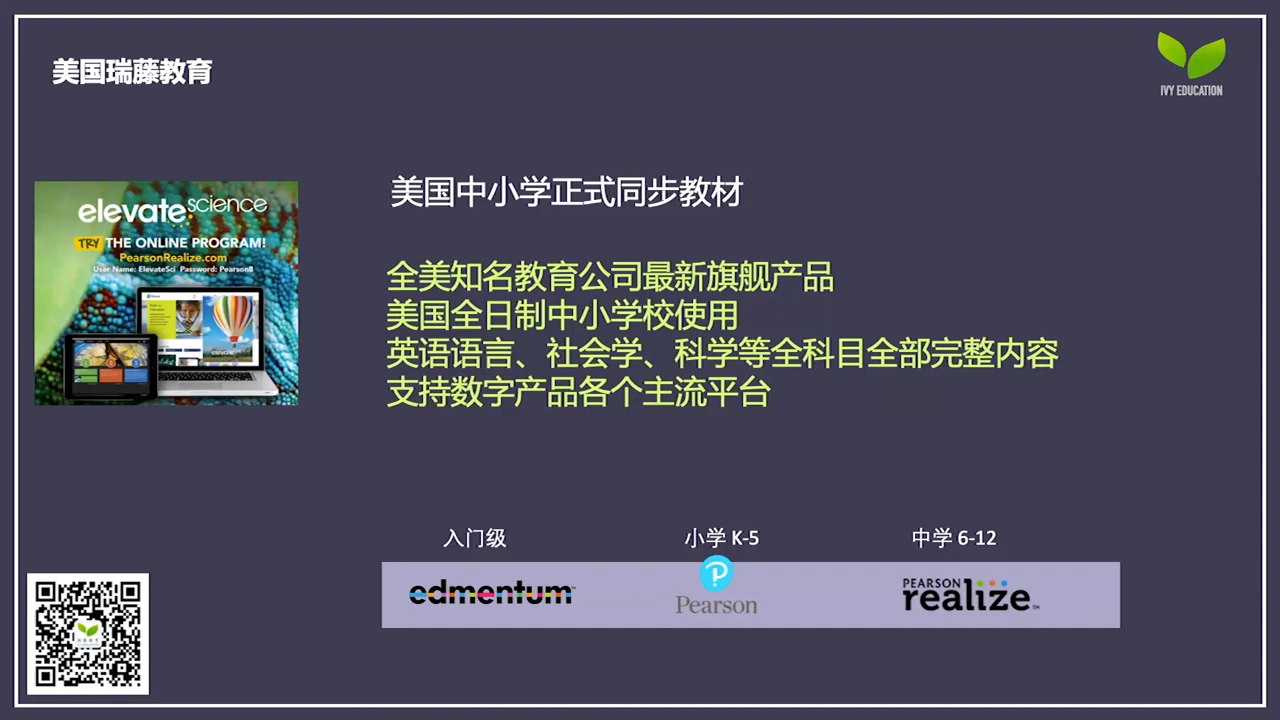 美国瑞藤教育
IVY EDUCATION
elevate science
TRY THE ONLINE PROGRAM!
PearsonRealize.com
User Name: ElevateSci Password: Pearson8
美国中小学正式同步教材
全美知名教育公司最新旗舰产品
美国全日制中小学校使用
英语语言、社会学、科学等全科目全部完整内容
支持数字产品各个主流平台
入门级
小学 K-5
中学 6-12
edmentum™
Pearson
PEARSON
realize™